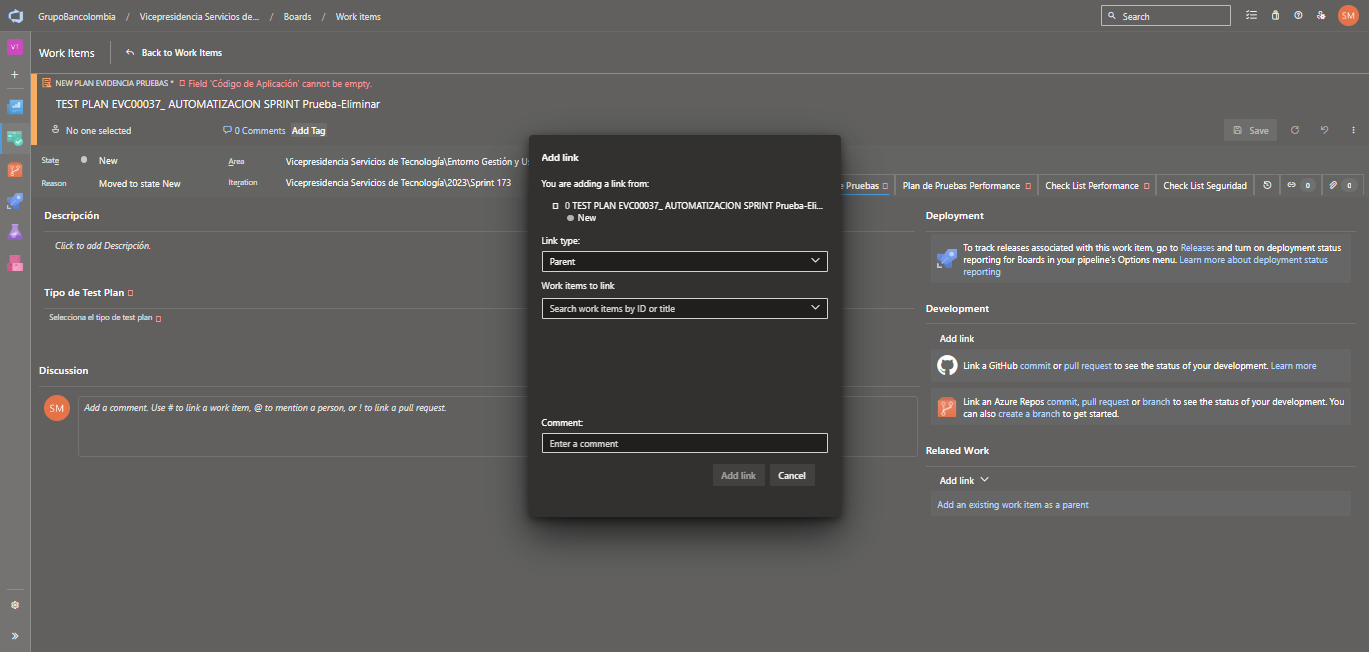 GrupoBancolombia / Vicepresidencia Servicios de... / Boards / Work items
Search
SM
VT
Work Items
Back to Work Items
NEW PLAN EVIDENCIA PRUEBAS * Field 'Código de Aplicación' cannot be empty.
TEST PLAN EVC00037_ AUTOMATIZACION SPRINT Prueba-Eliminar
No one selected
0 Comments
Add Tag
Save
State
New
Area
Vicepresidencia Servicios de Tecnología\Entorno Gestión y Us
Reason
Moved to state New
Iteration
Vicepresidencia Servicios de Tecnología\2023\Sprint 173
e Pruebas
Plan de Pruebas Performance
Check List Performance
Check List Seguridad
0
0
Descripción
Click to add Descripción.
Tipo de Test Plan
Selecciona el tipo de test plan
Discussion
SM
Add a comment. Use # to link a work item, @ to mention a person, or ! to link a pull request.
Add link
You are adding a link from:
0 TEST PLAN EVC00037_ AUTOMATIZACION SPRINT Prueba-Eli...
New
Link type:
Parent
Work items to link
Search work items by ID or title
Comment:
Enter a comment
Add link
Cancel
Deployment
To track releases associated with this work item, go to Releases and turn on deployment status
reporting for Boards in your pipeline's Options menu. Learn more about deployment status
reporting
Development
Add link
Link a GitHub commit or pull request to see the status of your development. Learn more
Link an Azure Repos commit, pull request or branch to see the status of your development. You
can also create a branch to get started.
Related Work
Add link
Add an existing work item as a parent